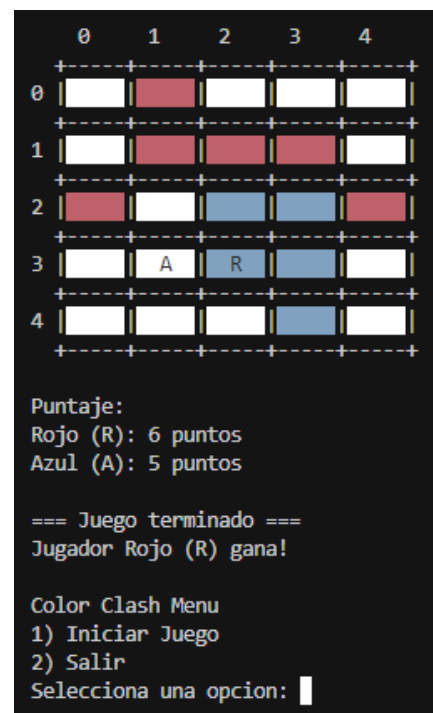 0 1 2 3 4
+-----+-----+-----+-----+-----+
0 | | | | | |
+-----+-----+-----+-----+-----+
1 | | | | | |
+-----+-----+-----+-----+-----+
2 | | | | | |
+-----+-----+-----+-----+-----+
3 | | A | R | | |
+-----+-----+-----+-----+-----+
4 | | | | | |
+-----+-----+-----+-----+-----+
Puntaje:
Rojo (R): 6 puntos
Azul (A): 5 puntos
=== Juego terminado ===
Jugador Rojo (R) gana!
Color Clash Menu
1) Iniciar Juego
2) Salir
Selecciona una opcion: